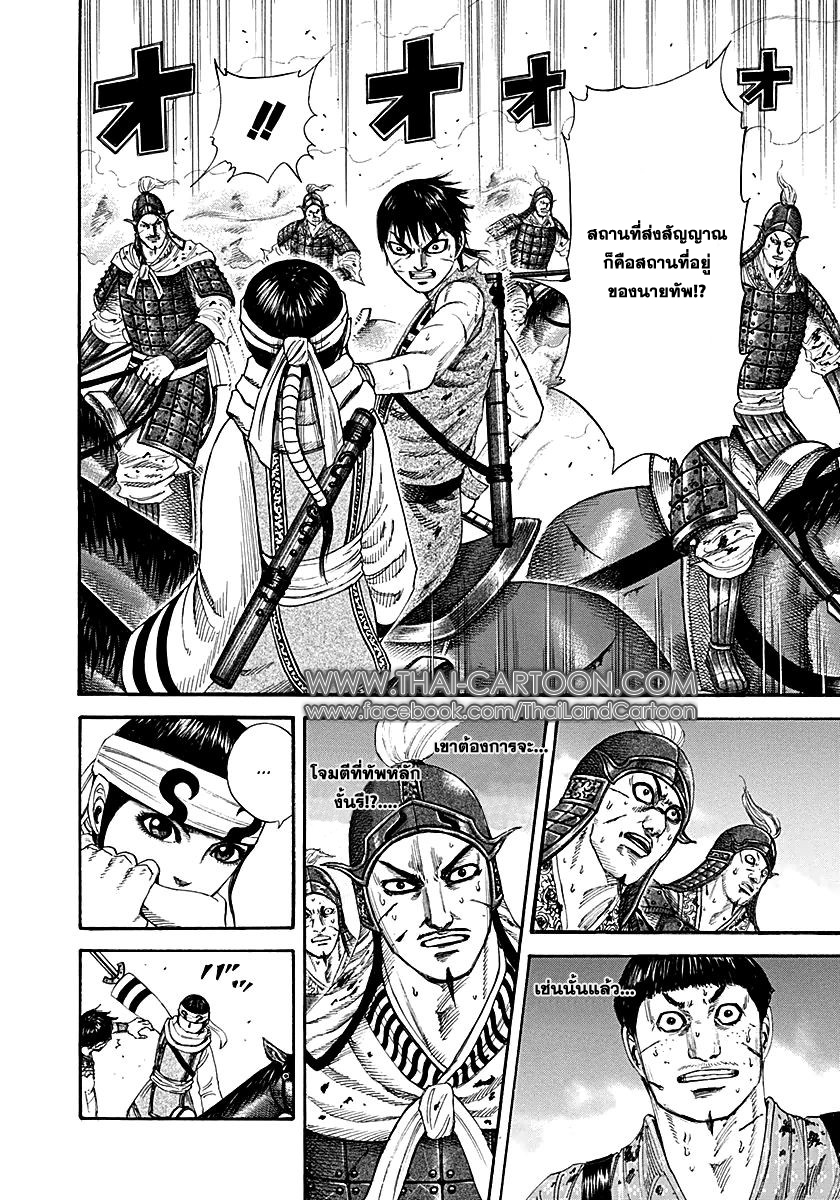 オ
オ
オ
オ
!!
สถานที่ส่งสัญญาณ
ก็คือสถานที่อยู่
ของนายทัพ!?
WWW.THAI-CARTOON.COM
www.facebook.com/ThaiLandCartoon
เขาต้องการจะ...
โจมตีที่ทัพหลัก
งั้นรึ!?....
...
เช่นนั้นแล้ว...
バッ